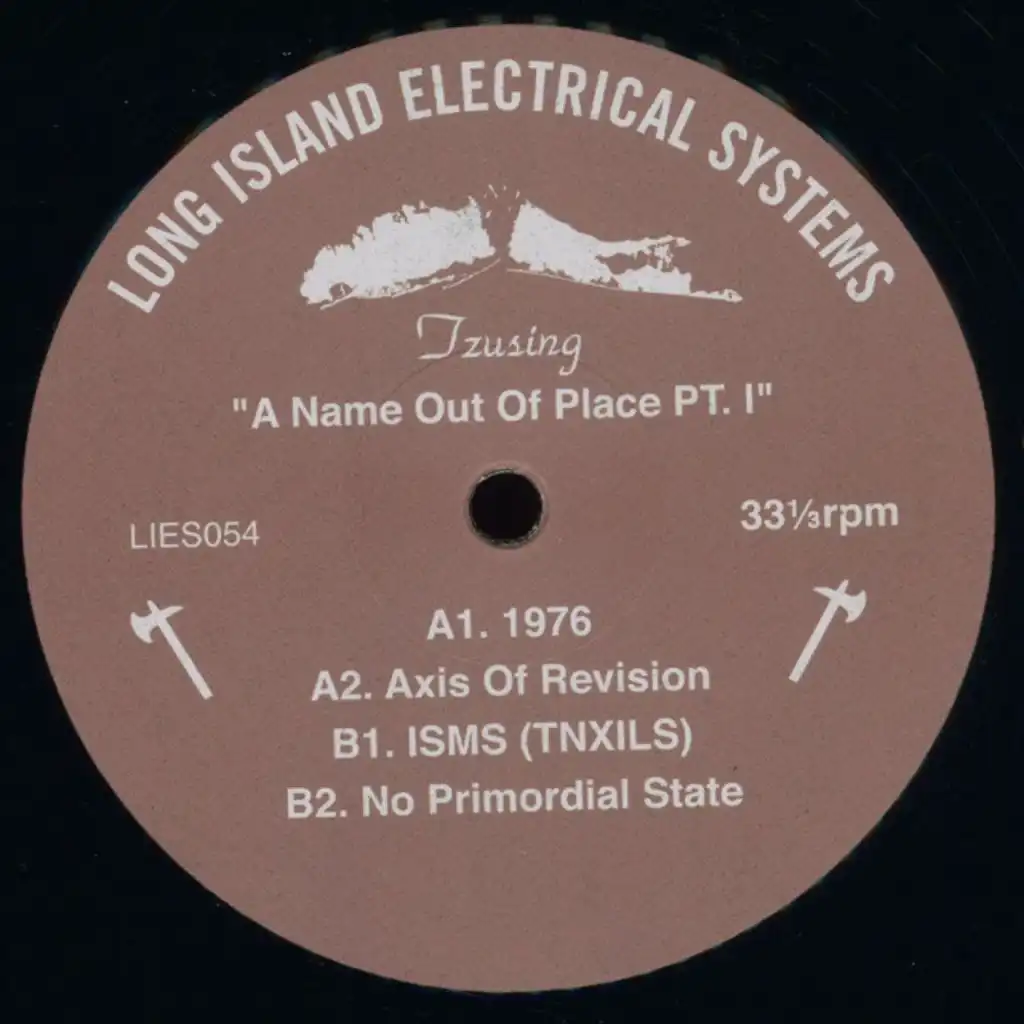 LONG ISLAND ELECTRICAL SYSTEMS
Tzusing
"A Name Out Of Place PT. I"
LIES054
33⅓rpm
A1. 1976
A2. Axis Of Revision
B1. ISMS (TNXILS)
B2. No Primordial State